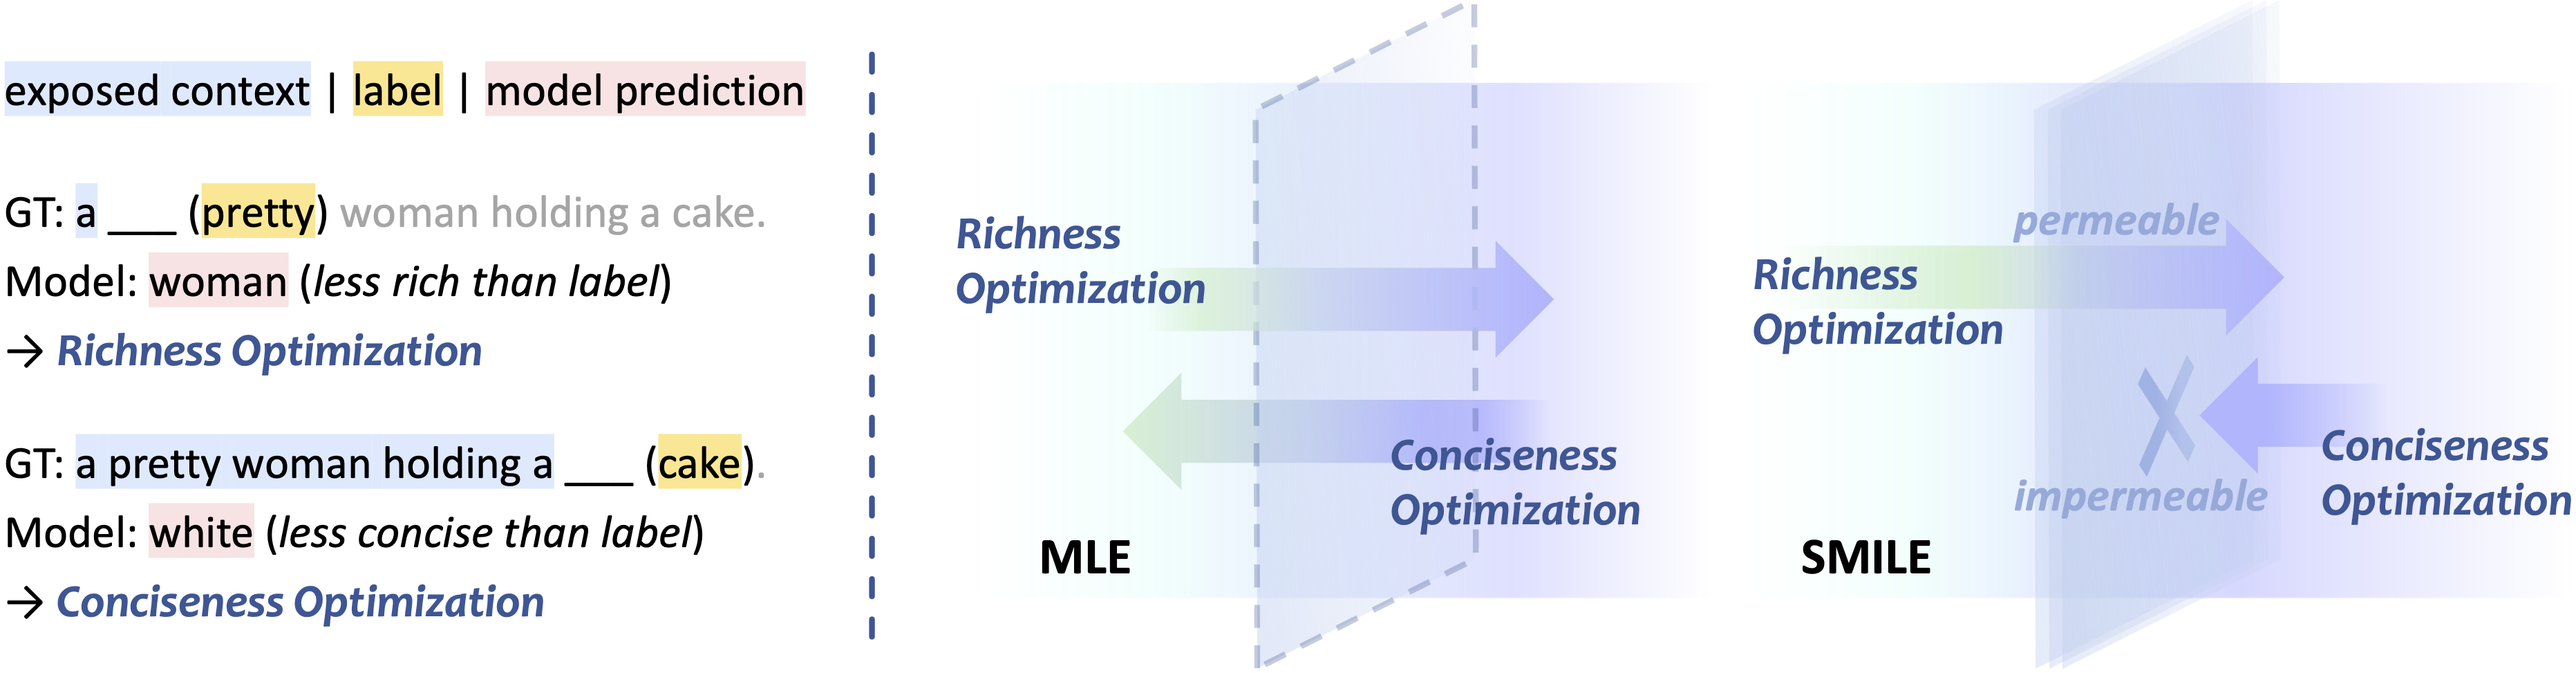 exposed context | label | model prediction
GT: a ___ (pretty) woman holding a cake.
Model: woman (less rich than label)
→ Richness Optimization
GT: a pretty woman holding a ___ (cake).
Model: white (less concise than label)
→ Conciseness Optimization
Richness
Optimization
Conciseness
Optimization
MLE
permeable
Richness
Optimization
impermeable
Conciseness
Optimization
SMILE